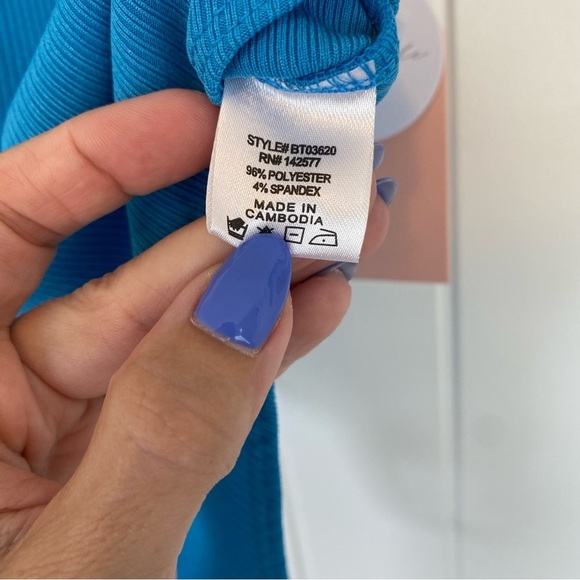 STYLE# BT03620
RN# 142577
96% POLYESTER
4% SPANDEX
MADE IN
CAMBODIA